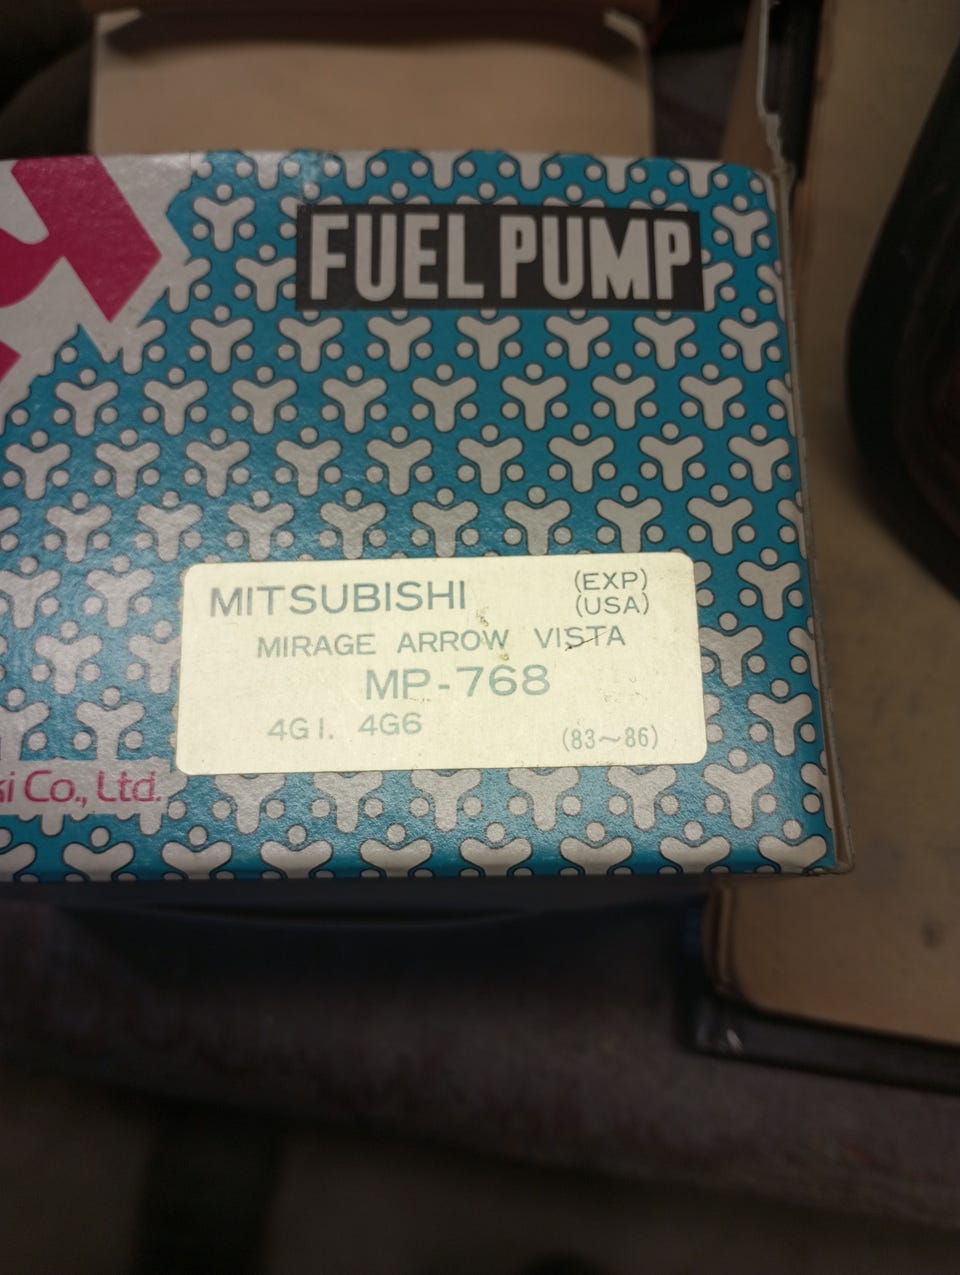 FUEL PUMP
MITSUBISHI (EXP)
(USA)
MIRAGE ARROW VISTA
MP-768
4G1. 4G6 (83~86)
Co., Ltd.